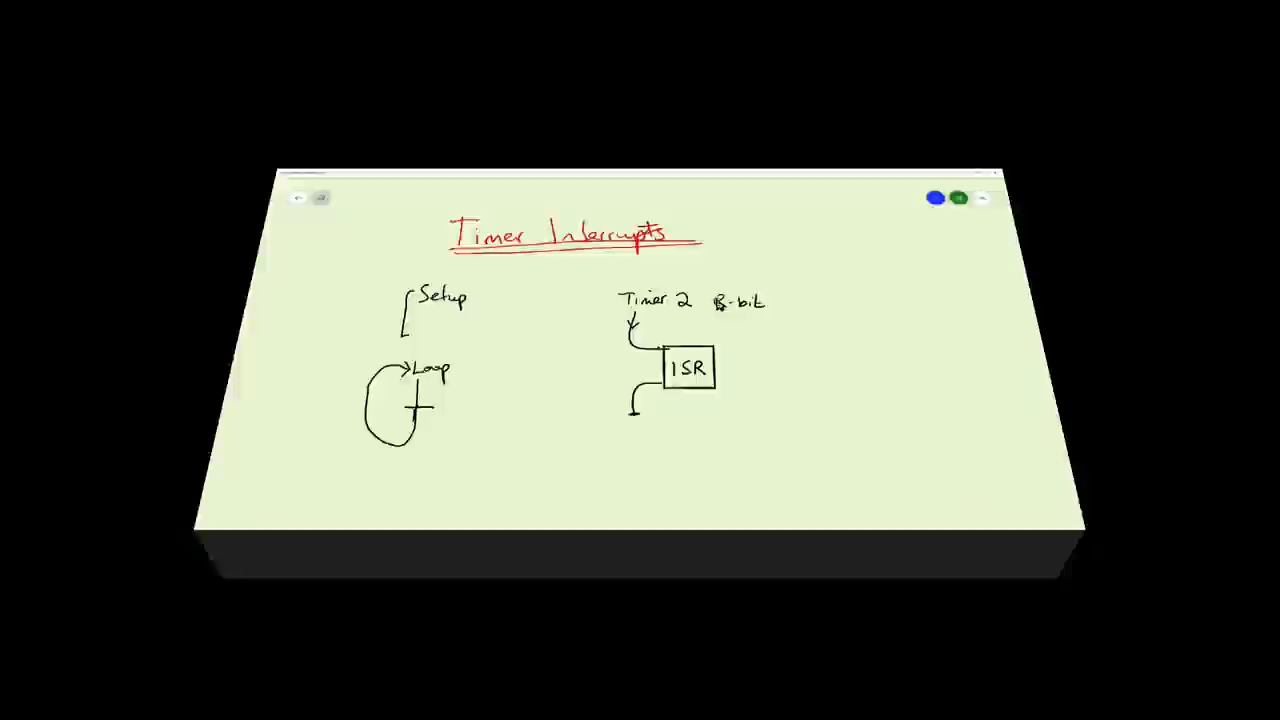 Timer Interrupts
Setup
Timer 2 8-bit
Loop
ISR